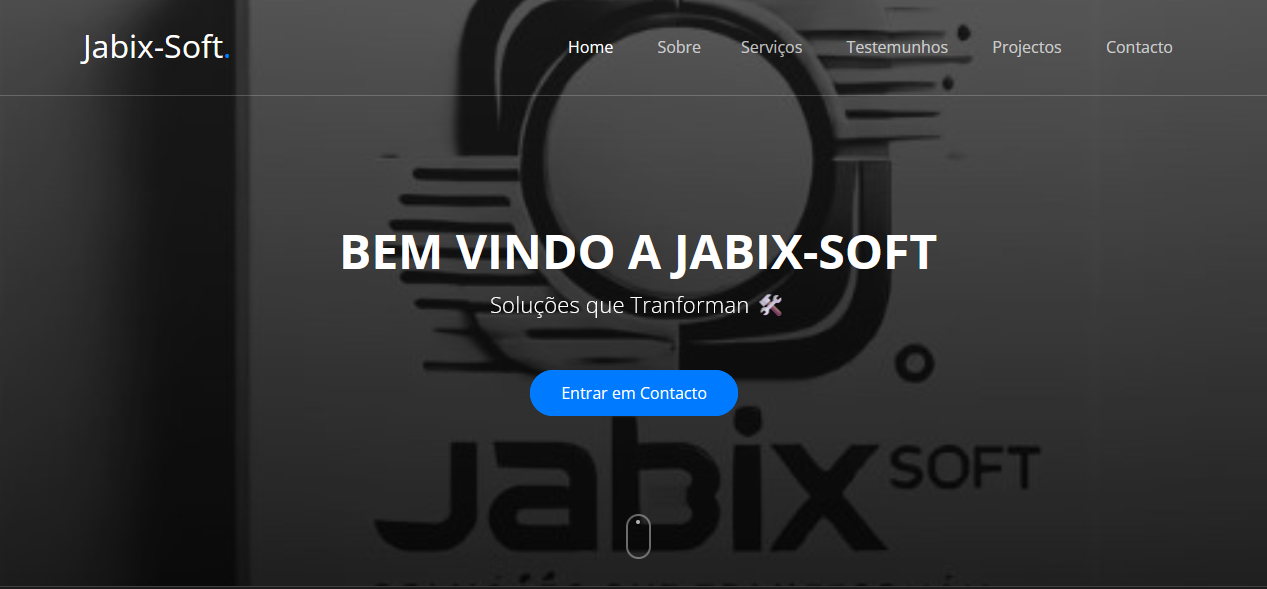 Jabix-Soft.
Home Sobre Serviços Testemunhos Projectos Contacto
BEM VINDO A JABIX-SOFT
Soluções que Tranforman 🛠
Entrar em Contacto
Jabix SOFT